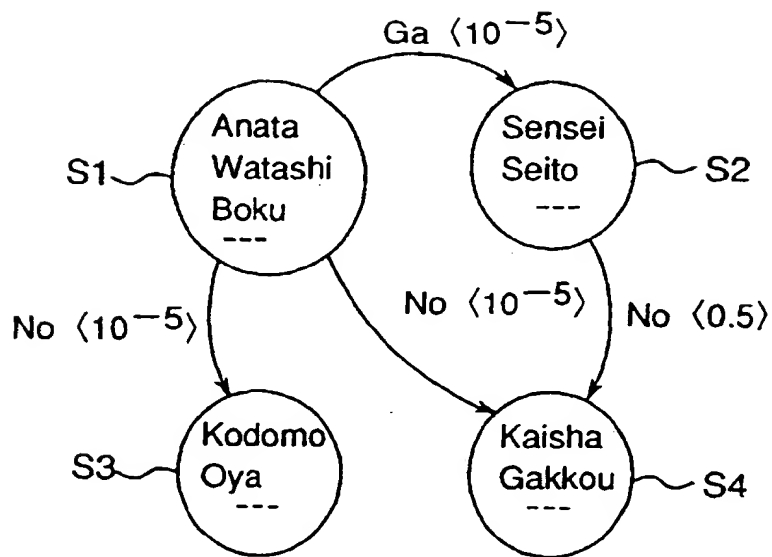 Ga ⟨10⁻⁵⟩
Anata
Watashi
Boku
---
S1
Sensei
Seito
---
S2
No ⟨10⁻⁵⟩
No ⟨10⁻⁵⟩
No ⟨0.5⟩
Kodomo
Oya
---
S3
Kaisha
Gakkou
---
S4